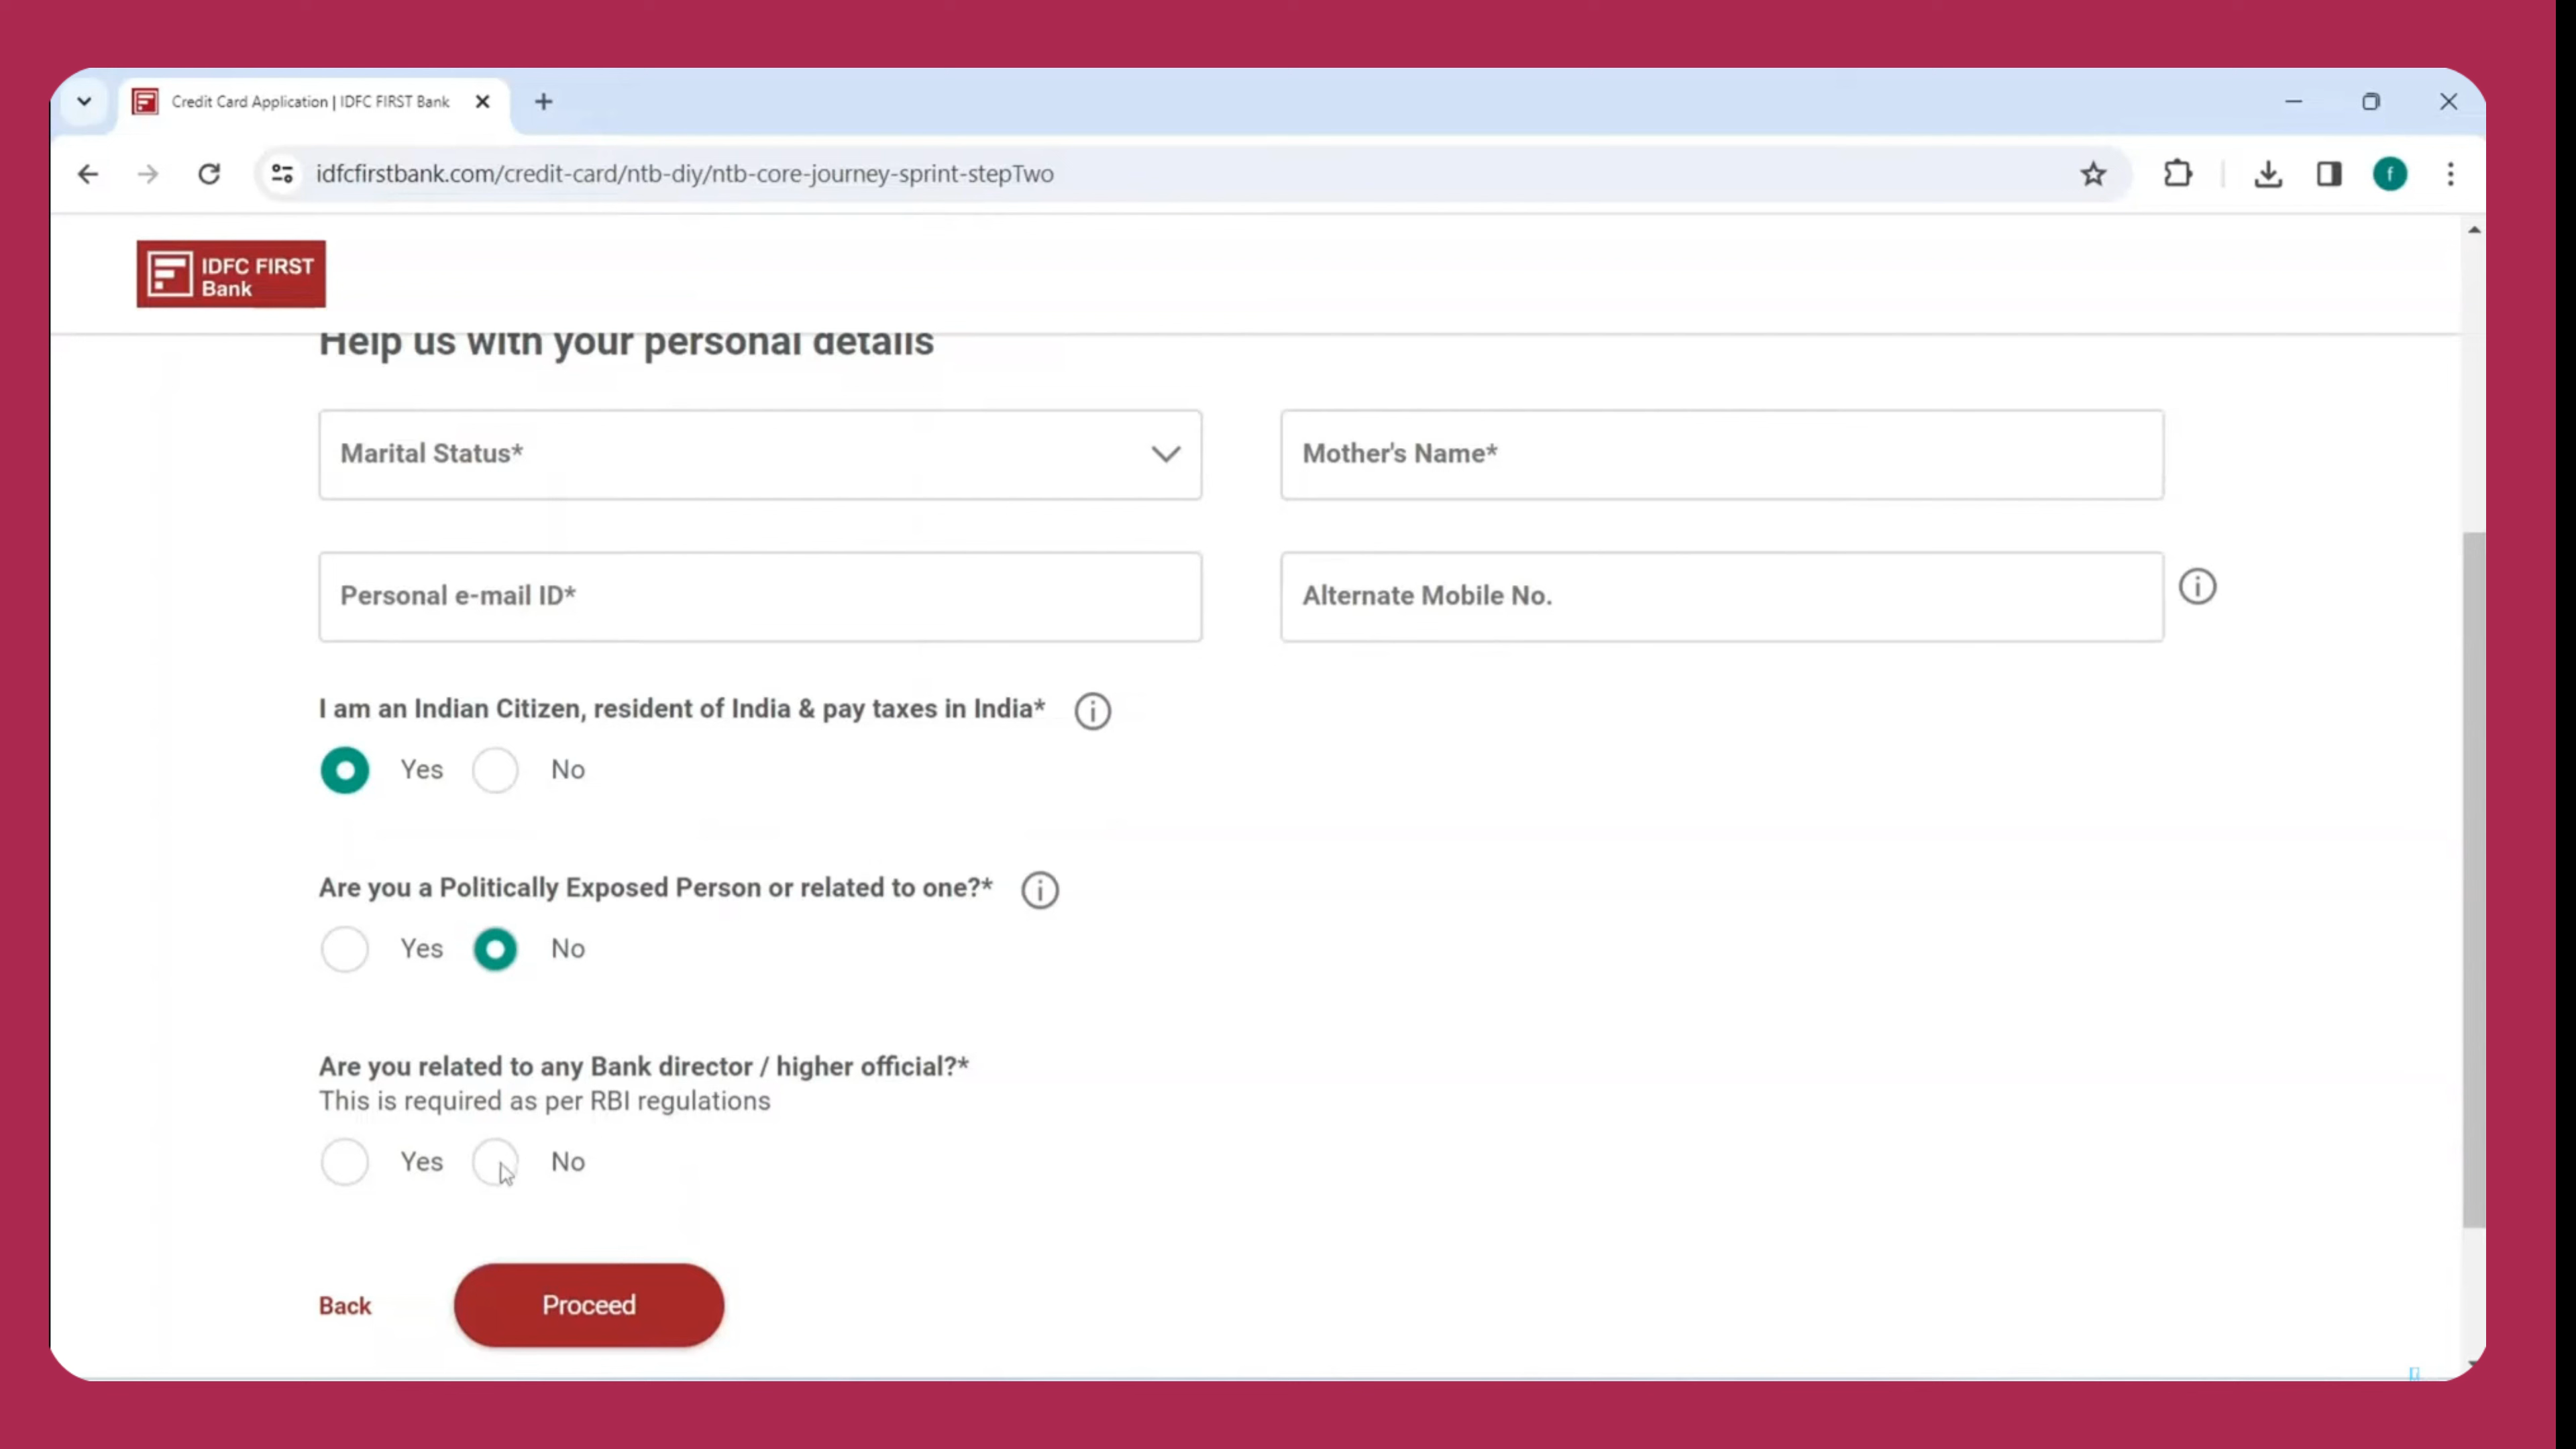 Credit Card Application | IDFC FIRST Bank
idfcfirstbank.com/credit-card/ntb-diy/ntb-core-journey-sprint-stepTwo
f
IDFC FIRST
Bank
Help us with your personal details
Marital Status*
Mother's Name*
Personal e-mail ID*
Alternate Mobile No.
I am an Indian Citizen, resident of India & pay taxes in India*
Yes No
Are you a Politically Exposed Person or related to one?*
Yes No
Are you related to any Bank director / higher official?*
This is required as per RBI regulations
Yes No
Back Proceed